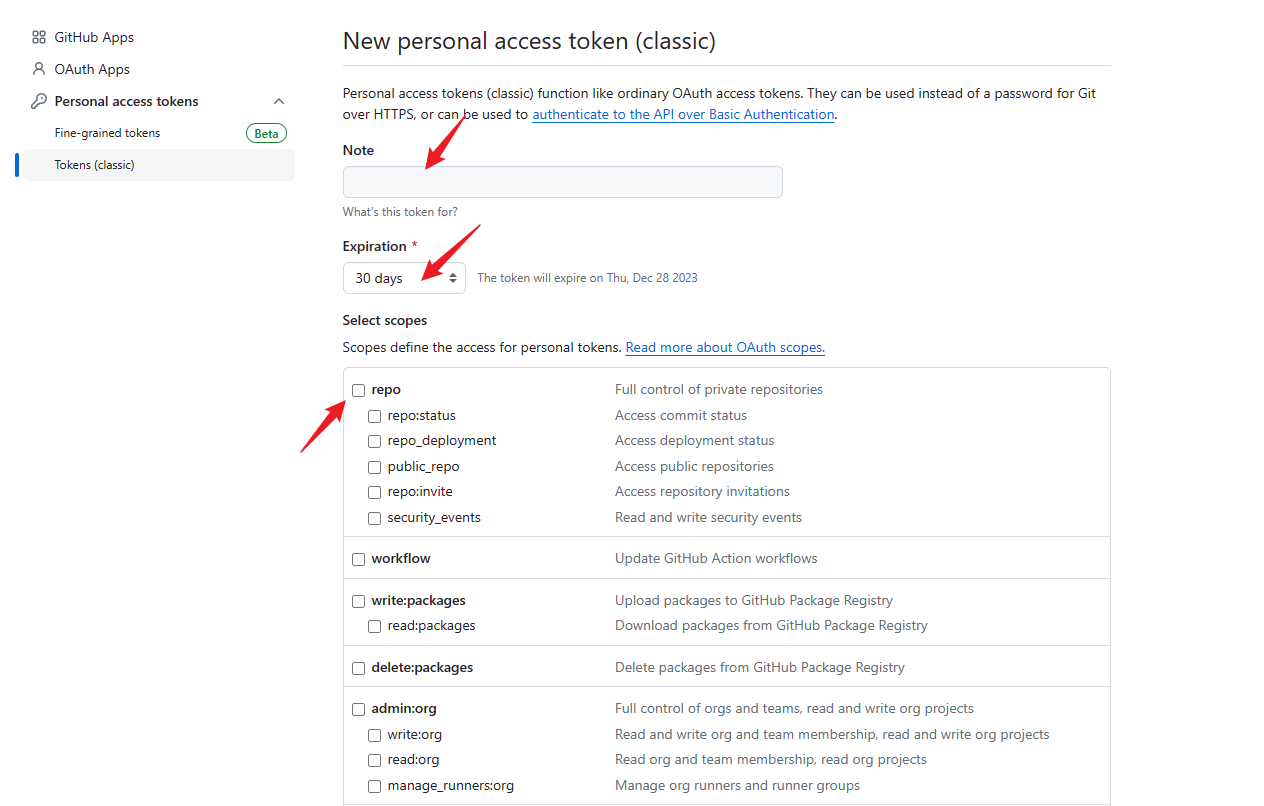 GitHub Apps
OAuth Apps
Personal access tokens
Fine-grained tokens Beta
Tokens (classic)
New personal access token (classic)
Personal access tokens (classic) function like ordinary OAuth access tokens. They can be used instead of a password for Git
over HTTPS, or can be used to authenticate to the API over Basic Authentication.
Note
What's this token for?
Expiration *
30 days The token will expire on Thu, Dec 28 2023
Select scopes
Scopes define the access for personal tokens. Read more about OAuth scopes.
repo Full control of private repositories
repo:status Access commit status
repo_deployment Access deployment status
public_repo Access public repositories
repo:invite Access repository invitations
security_events Read and write security events
workflow Update GitHub Action workflows
write:packages Upload packages to GitHub Package Registry
read:packages Download packages from GitHub Package Registry
delete:packages Delete packages from GitHub Package Registry
admin:org Full control of orgs and teams, read and write org projects
write:org Read and write org and team membership, read and write org projects
read:org Read org and team membership, read org projects
manage_runners:org Manage org runners and runner groups